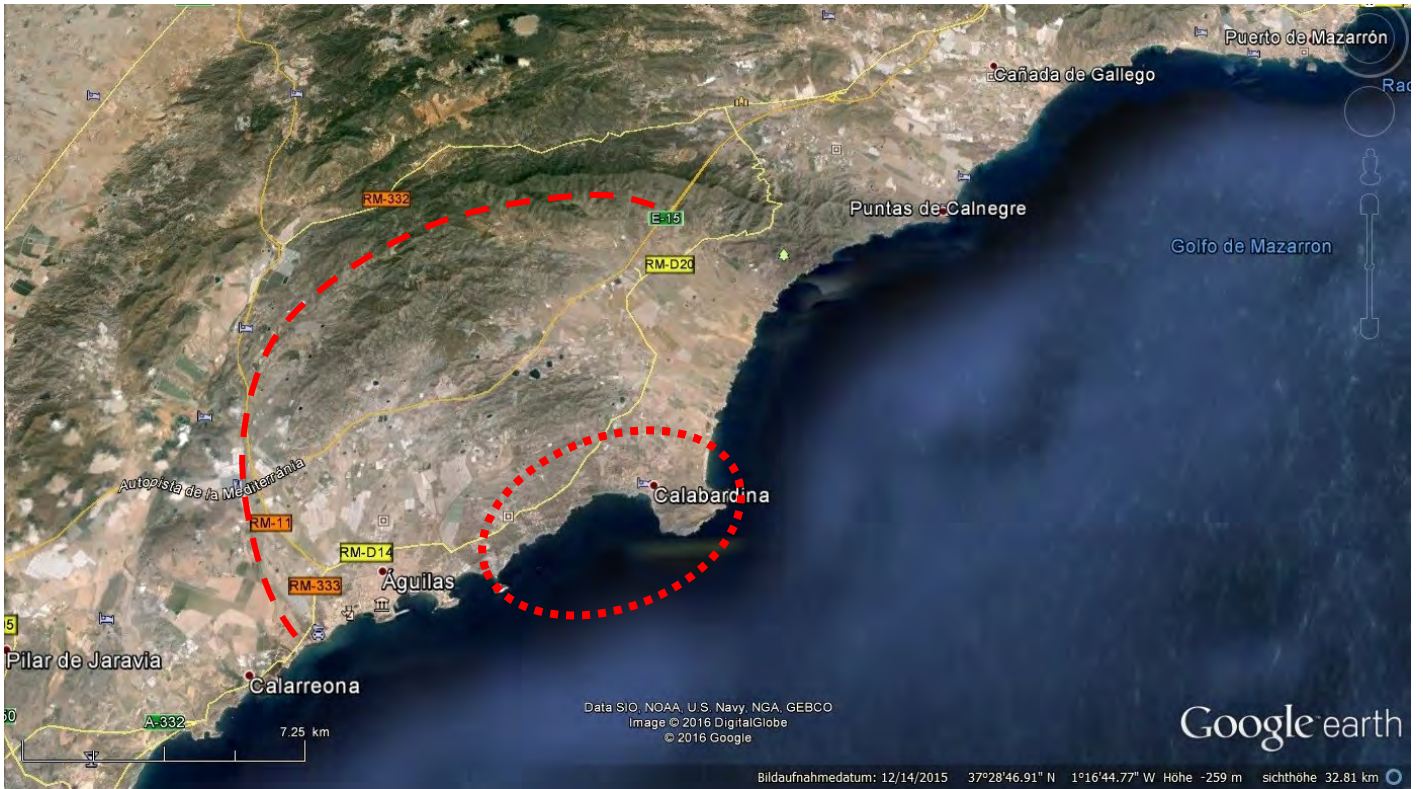 Puerto de Mazarrón
Cañada de Gallego
RM-332
Puntas de Calnegre
E-15
Golfo de Mazarron
RM-D20
Calabardina
Autopista de la Mediterránia
RM-11
RM-D14
Águilas
RM-333
Pilar de Jaravia
Calarreona
A-332
7.25 km
Data SIO, NOAA, U.S. Navy, NGA, GEBCO
Image © 2016 DigitalGlobe
© 2016 Google
Google earth
Bildaufnahmedatum: 12/14/2015 37°28'46.91" N 1°16'44.77" W Höhe -259 m sichthöhe 32.81 km